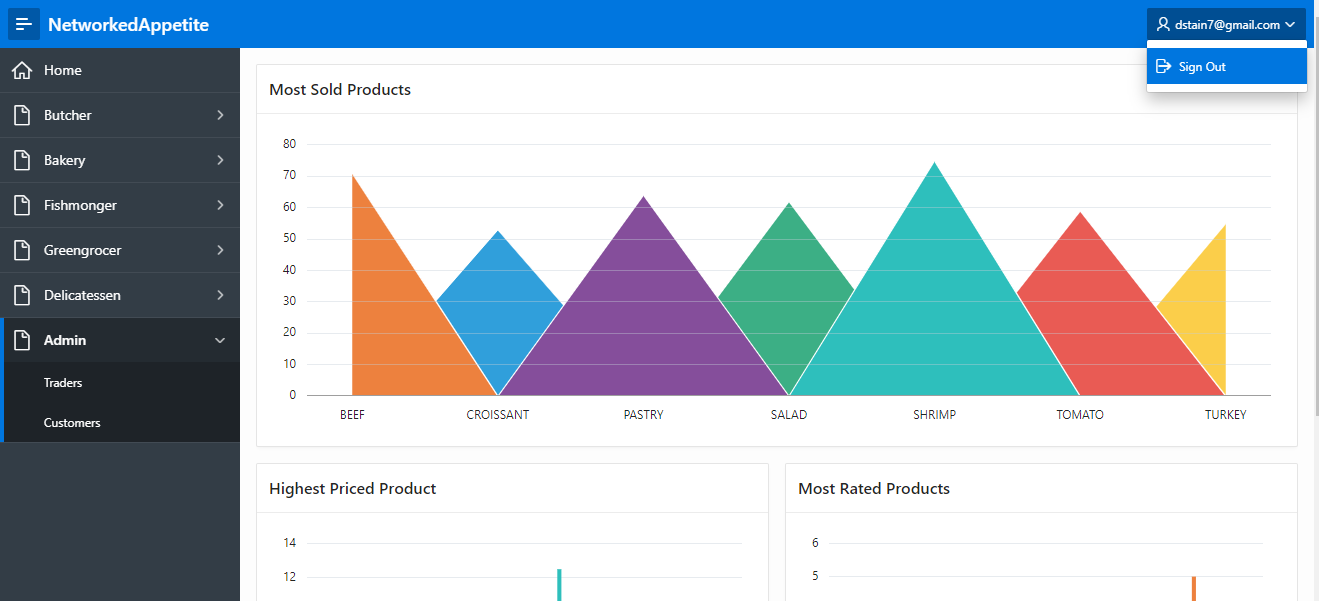 NetworkedAppetite
dstain7@gmail.com
Sign Out
Home
Butcher
Bakery
Fishmonger
Greengrocer
Delicatessen
Admin
Traders
Customers
Most Sold Products
80
70
60
50
40
30
20
10
0
BEEF CROISSANT PASTRY SALAD SHRIMP TOMATO TURKEY
Highest Priced Product
14
12
Most Rated Products
6
5